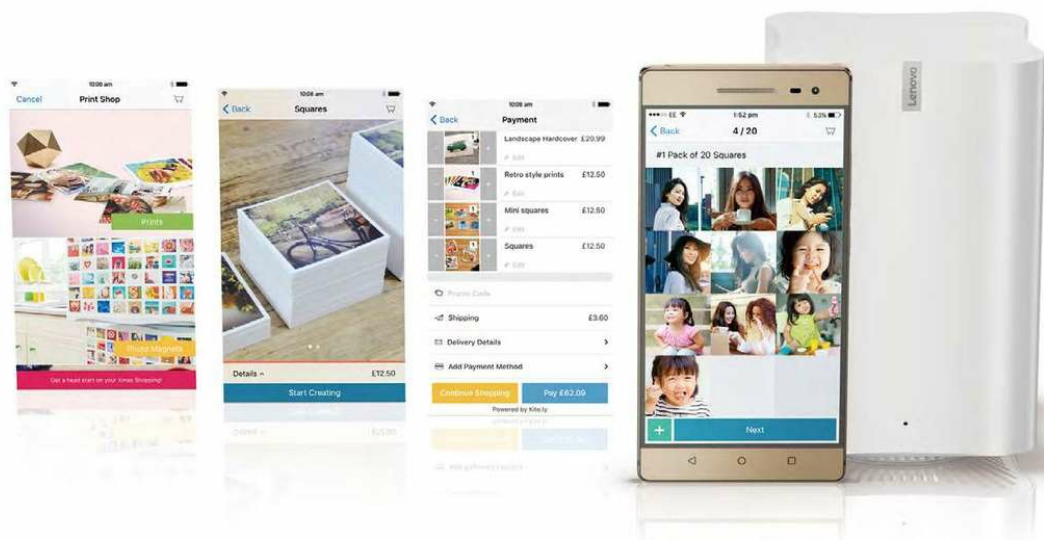 10:08 am
Cancel
Print Shop
Prints
Photo Magnets
Get a head start on your Xmas Shopping!
10:08 am
Back
Squares
Details
£12.50
Start Creating
10:08 am
Back
Payment
Landscape Hardcover £20.99
Edit
Retro style prints £12.50
Edit
Mini squares £12.50
Edit
Squares £12.50
Edit
Promo Code
Shipping £3.60
Delivery Details
Add Payment Method
Continue Shopping
Pay £62.09
Powered by Kite.ly
EE
1:52 pm
53%
Back
4 / 20
#1 Pack of 20 Squares
+
Next
Lenovo